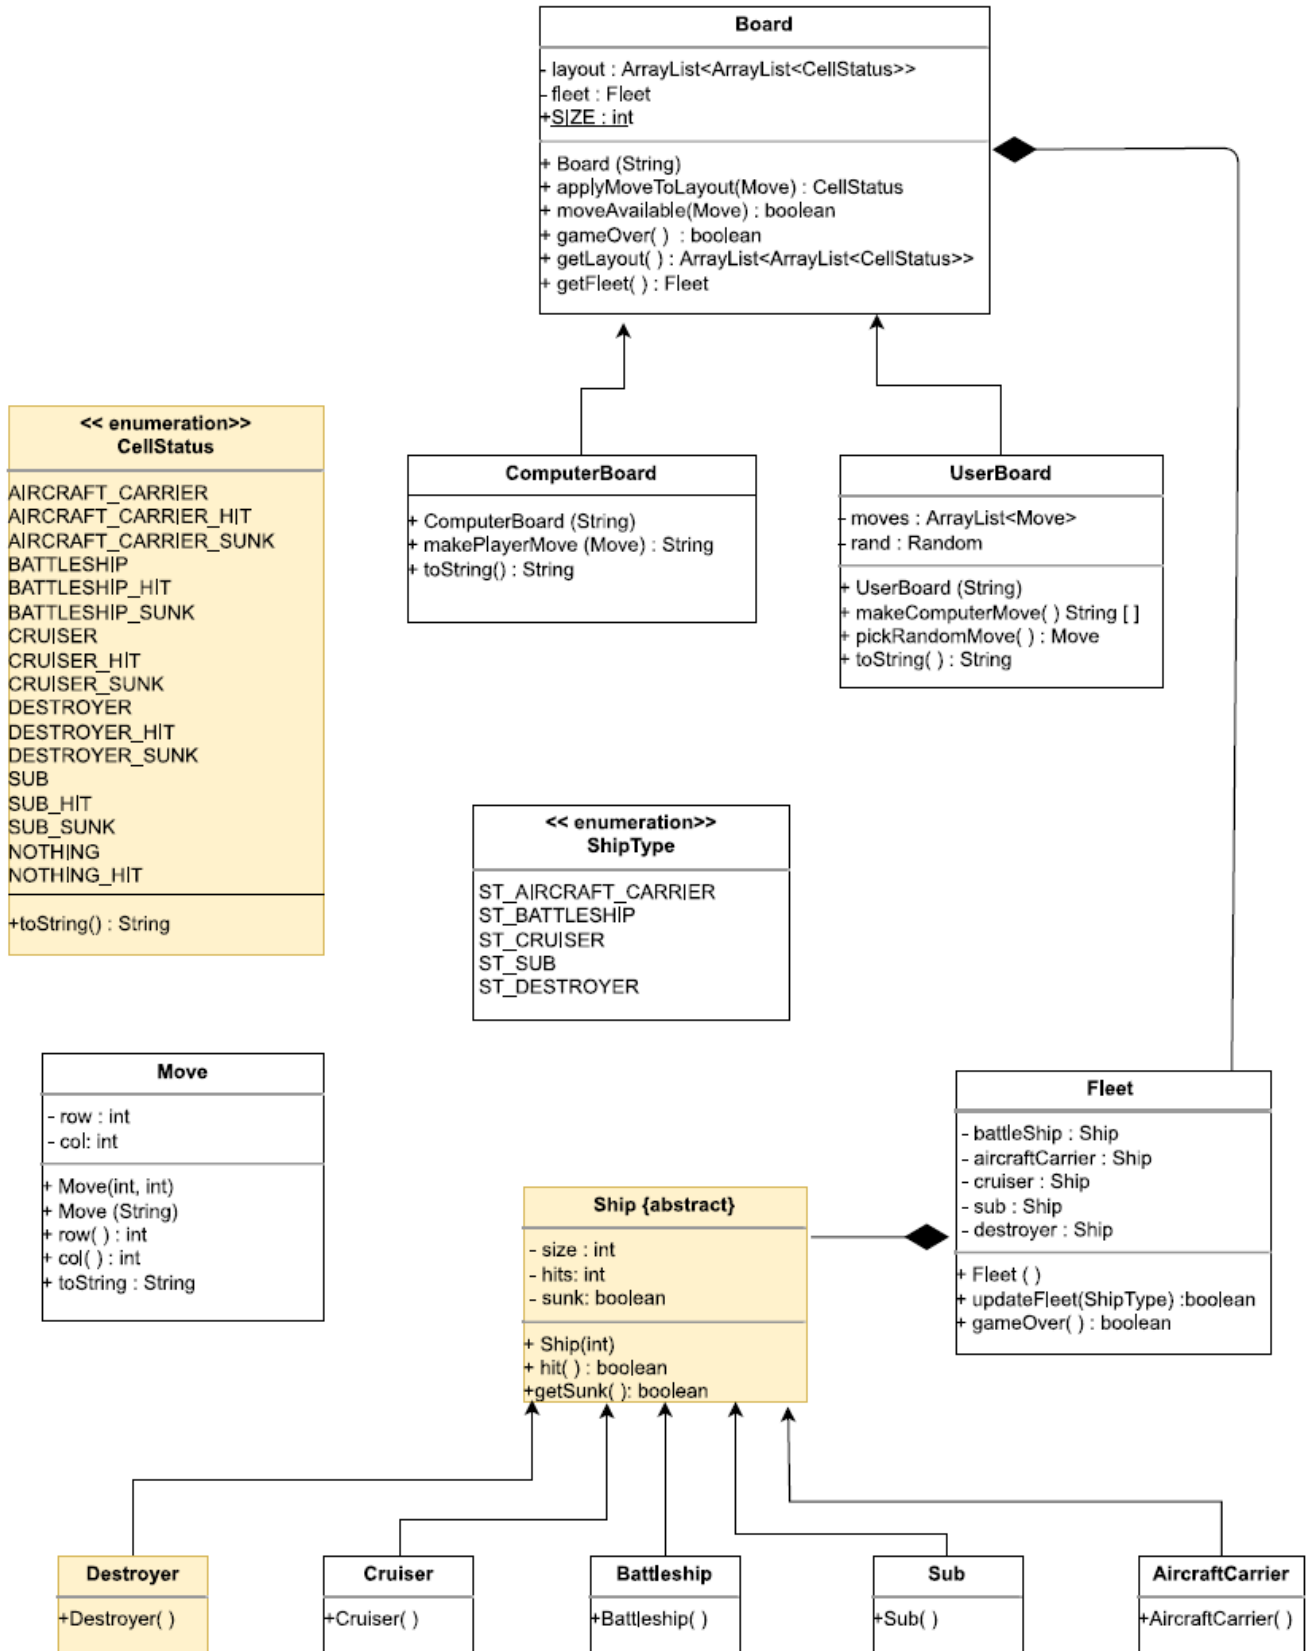 Board
- layout : ArrayList<ArrayList<CellStatus>>
- fleet : Fleet
+SIZE : int
+ Board (String)
+ applyMoveToLayout(Move) : CellStatus
+ moveAvailable(Move) : boolean
+ gameOver( ) : boolean
+ getLayout( ) : ArrayList<ArrayList<CellStatus>>
+ getFleet( ) : Fleet
<< enumeration>>
CellStatus
AIRCRAFT_CARRIER
AIRCRAFT_CARRIER_HIT
AIRCRAFT_CARRIER_SUNK
BATTLESHIP
BATTLESHIP_HIT
BATTLESHIP_SUNK
CRUISER
CRUISER_HIT
CRUISER_SUNK
DESTROYER
DESTROYER_HIT
DESTROYER_SUNK
SUB
SUB_HIT
SUB_SUNK
NOTHING
NOTHING_HIT
+toString() : String
ComputerBoard
+ ComputerBoard (String)
+ makePlayerMove (Move) : String
+ toString() : String
UserBoard
- moves : ArrayList<Move>
- rand : Random
+ UserBoard (String)
+ makeComputerMove( ) String [ ]
+ pickRandomMove( ) : Move
+ toString( ) : String
<< enumeration>>
ShipType
ST_AIRCRAFT_CARRIER
ST_BATTLESHIP
ST_CRUISER
ST_SUB
ST_DESTROYER
Move
- row : int
- col: int
+ Move(int, int)
+ Move (String)
+ row( ) : int
+ col( ) : int
+ toString : String
Fleet
- battleShip : Ship
- aircraftCarrier : Ship
- cruiser : Ship
- sub : Ship
- destroyer : Ship
+ Fleet ( )
+ updateFleet(ShipType) :boolean
+ gameOver( ) : boolean
Ship {abstract}
- size : int
- hits: int
- sunk: boolean
+ Ship(int)
+ hit( ) : boolean
+getSunk( ): boolean
Destroyer
+Destroyer( )
Cruiser
+Cruiser( )
Battleship
+Battleship( )
Sub
+Sub( )
AircraftCarrier
+AircraftCarrier( )